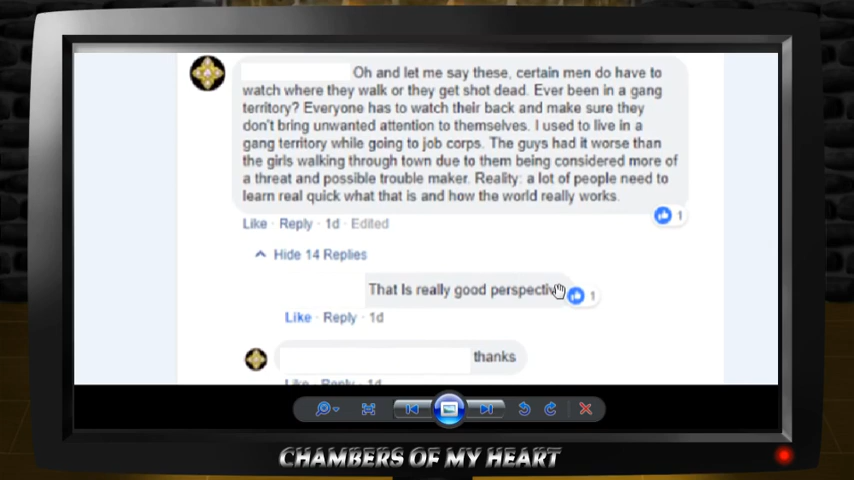 Oh and let me say these, certain men do have to
watch where they walk or they get shot dead. Ever been in a gang
territory? Everyone has to watch their back and make sure they
don't bring unwanted attention to themselves. I used to live in a
gang territory while going to job corps. The guys had it worse than
the girls walking through town due to them being considered more of
a threat and possible trouble maker. Reality: a lot of people need to
learn real quick what that is and how the world really works.
1
Like · Reply · 1d · Edited
Hide 14 Replies
That Is really good perspectiv
1
Like · Reply · 1d
thanks
Like · Reply · 1d
CHAMBERS OF MY HEART